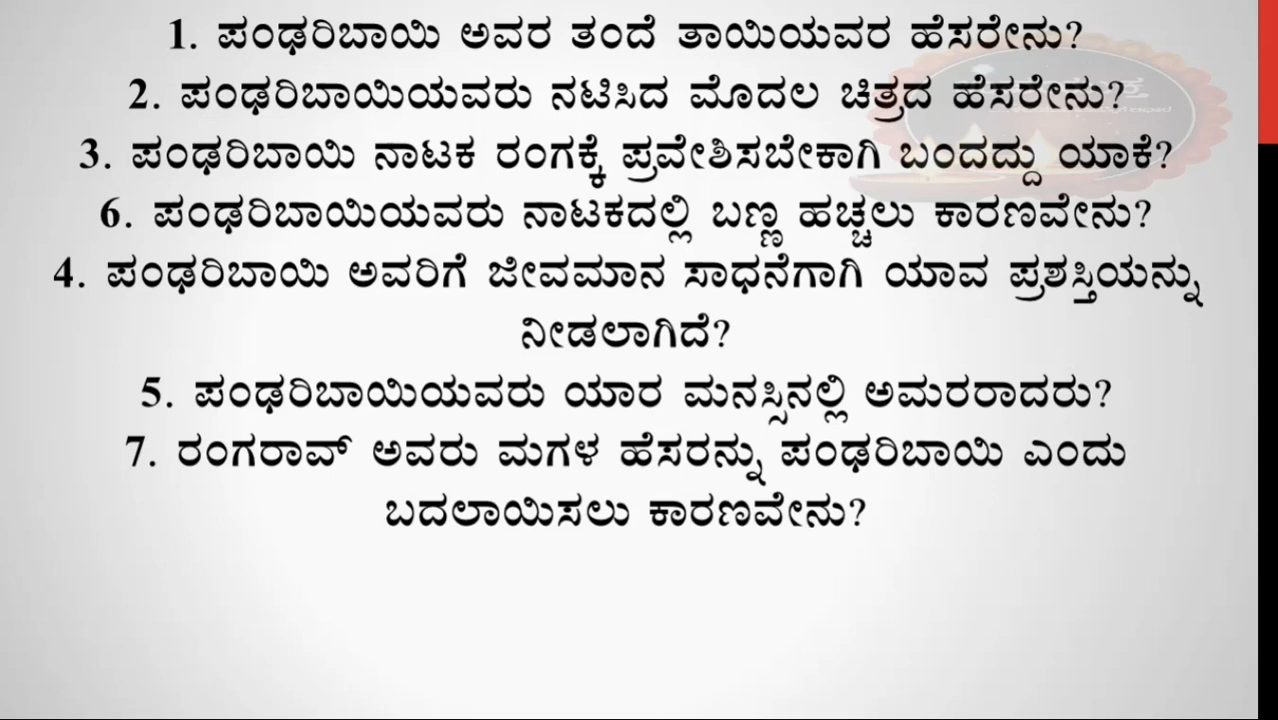 1. ಪಂಢರಿಬಾಯಿ ಅವರ ತಂದೆ ತಾಯಿಯವರ ಹೆಸರೇನು?
2. ಪಂಢರಿಬಾಯಿಯವರು ನಟಿಸಿದ ಮೊದಲ ಚಿತ್ರದ ಹೆಸರೇನು?
3. ಪಂಢರಿಬಾಯಿ ನಾಟಕ ರಂಗಕ್ಕೆ ಪ್ರವೇಶಿಸಬೇಕಾಗಿ ಬಂದದ್ದು ಯಾಕೆ?
6. ಪಂಢರಿಬಾಯಿಯವರು ನಾಟಕದಲ್ಲಿ ಬಣ್ಣ ಹಚ್ಚಲು ಕಾರಣವೇನು?
4. ಪಂಢರಿಬಾಯಿ ಅವರಿಗೆ ಜೀವಮಾನ ಸಾಧನೆಗಾಗಿ ಯಾವ ಪ್ರಶಸ್ತಿಯನ್ನು
ನೀಡಲಾಗಿದೆ?
5. ಪಂಢರಿಬಾಯಿಯವರು ಯಾರ ಮನಸ್ಸಿನಲ್ಲಿ ಅಮರರಾದರು?
7. ರಂಗರಾವ್ ಅವರು ಮಗಳ ಹೆಸರನ್ನು ಪಂಢರಿಬಾಯಿ ಎಂದು
ಬದಲಾಯಿಸಲು ಕಾರಣವೇನು?